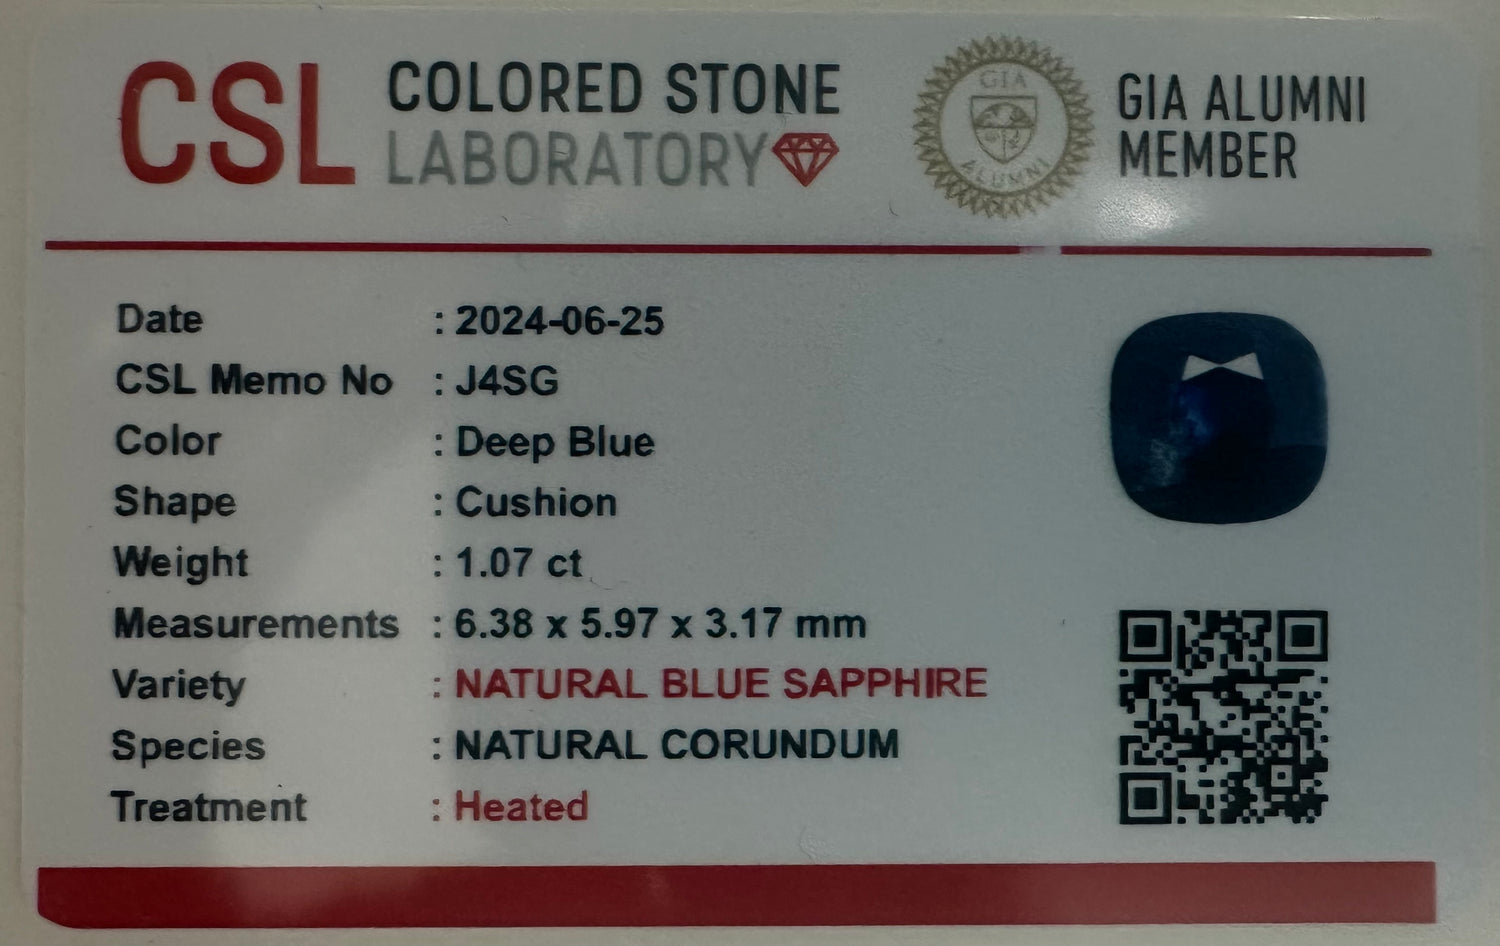 CSL COLORED STONE LABORATORY
GIA
ALUMNI
GIA ALUMNI
MEMBER
Date : 2024-06-25
CSL Memo No : J4SG
Color : Deep Blue
Shape : Cushion
Weight : 1.07 ct
Measurements : 6.38 x 5.97 x 3.17 mm
Variety : NATURAL BLUE SAPPHIRE
Species : NATURAL CORUNDUM
Treatment : Heated